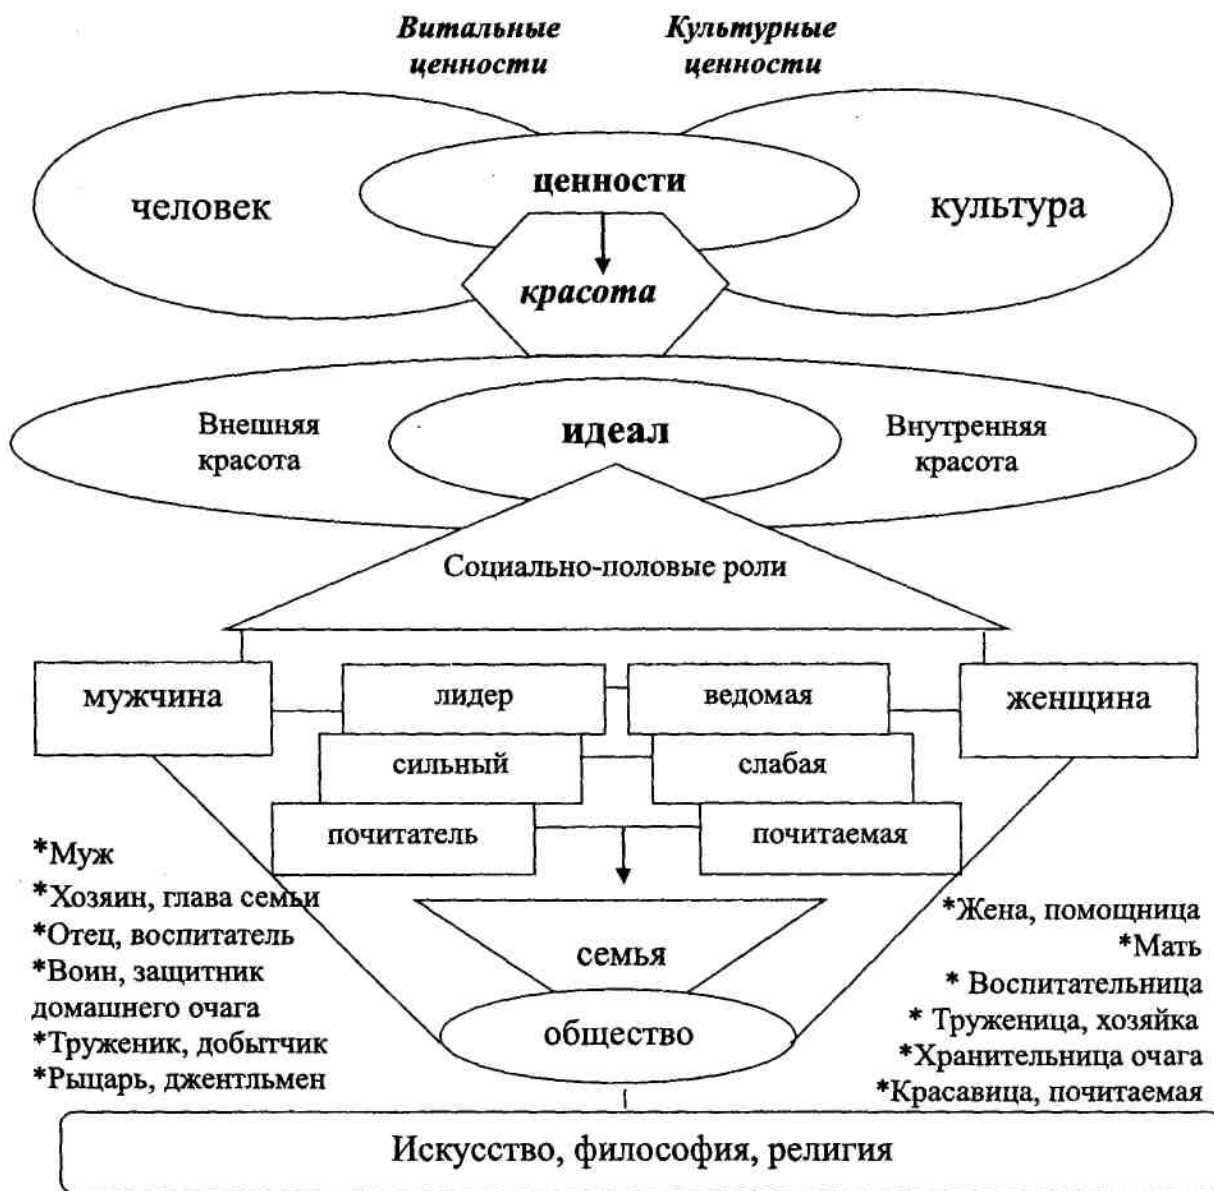 Витальные ценности
Культурные ценности
человек
ценности
культура
красота
Внешняя
красота
идеал
Внутренняя
красота
Социально-половые роли
мужчина
лидер
ведомая
женщина
сильный
слабая
почитатель
почитаемая
*Муж
*Хозяин, глава семьи
*Отец, воспитатель
*Воин, защитник
домашнего очага
*Труженик, добытчик
*Рыцарь, джентльмен
семья
общество
*Жена, помощница
*Мать
* Воспитательница
* Труженица, хозяйка
*Хранительница очага
*Красавица, почитаемая
Искусство, философия, религия